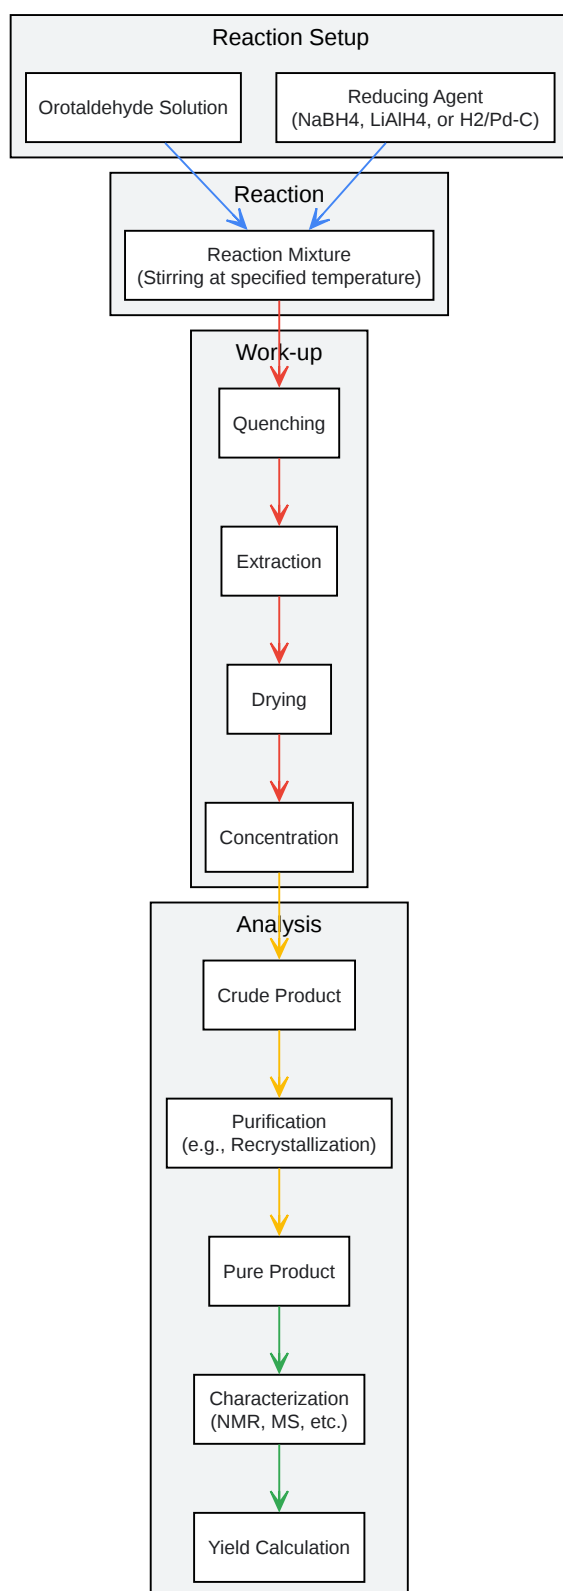 Reaction Setup
Orotaldehyde Solution
Reducing Agent
(NaBH4, LiAlH4, or H2/Pd-C)
Reaction
Reaction Mixture
(Stirring at specified temperature)
Work-up
Quenching
Extraction
Drying
Concentration
Analysis
Crude Product
Purification
(e.g., Recrystallization)
Pure Product
Characterization
(NMR, MS, etc.)
Yield Calculation